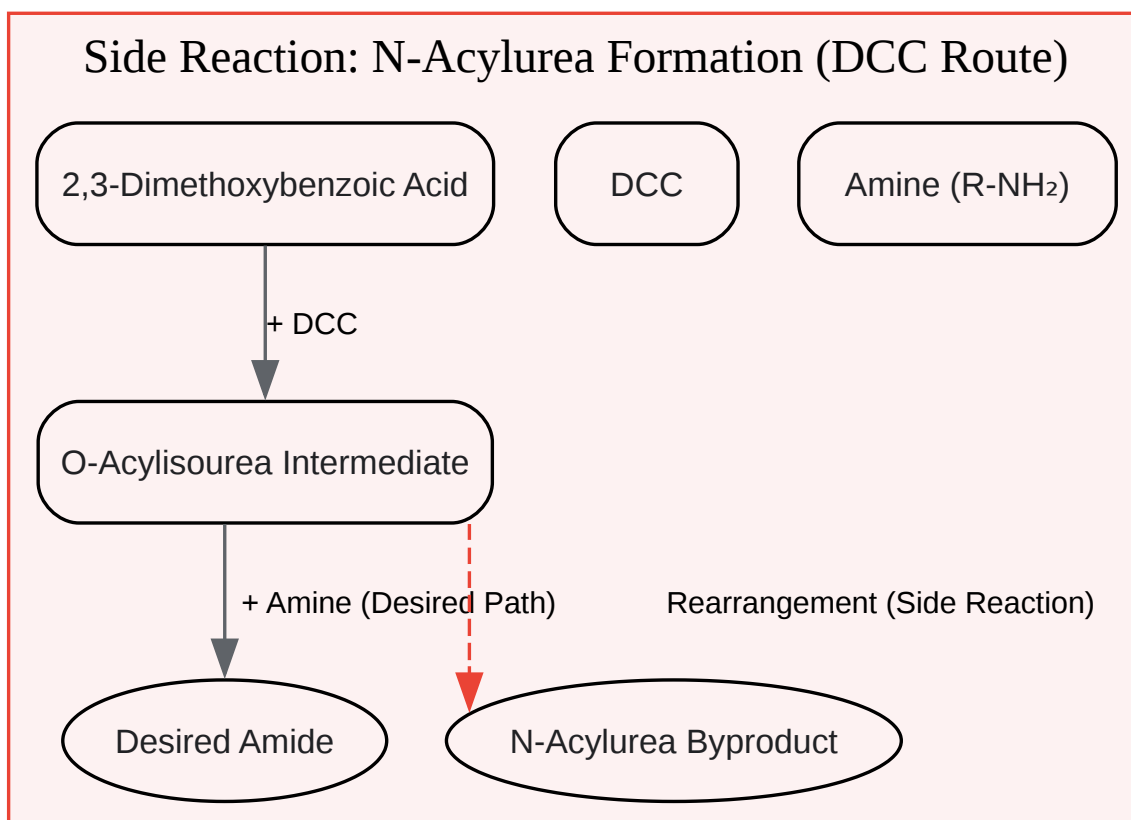 Side Reaction: N-Acylurea Formation (DCC Route)
2,3-Dimethoxybenzoic Acid
DCC
Amine (R-NH₂)
+ DCC
O-Acylisourea Intermediate
+ Amine (Desired Path)
Rearrangement (Side Reaction)
Desired Amide
N-Acylurea Byproduct